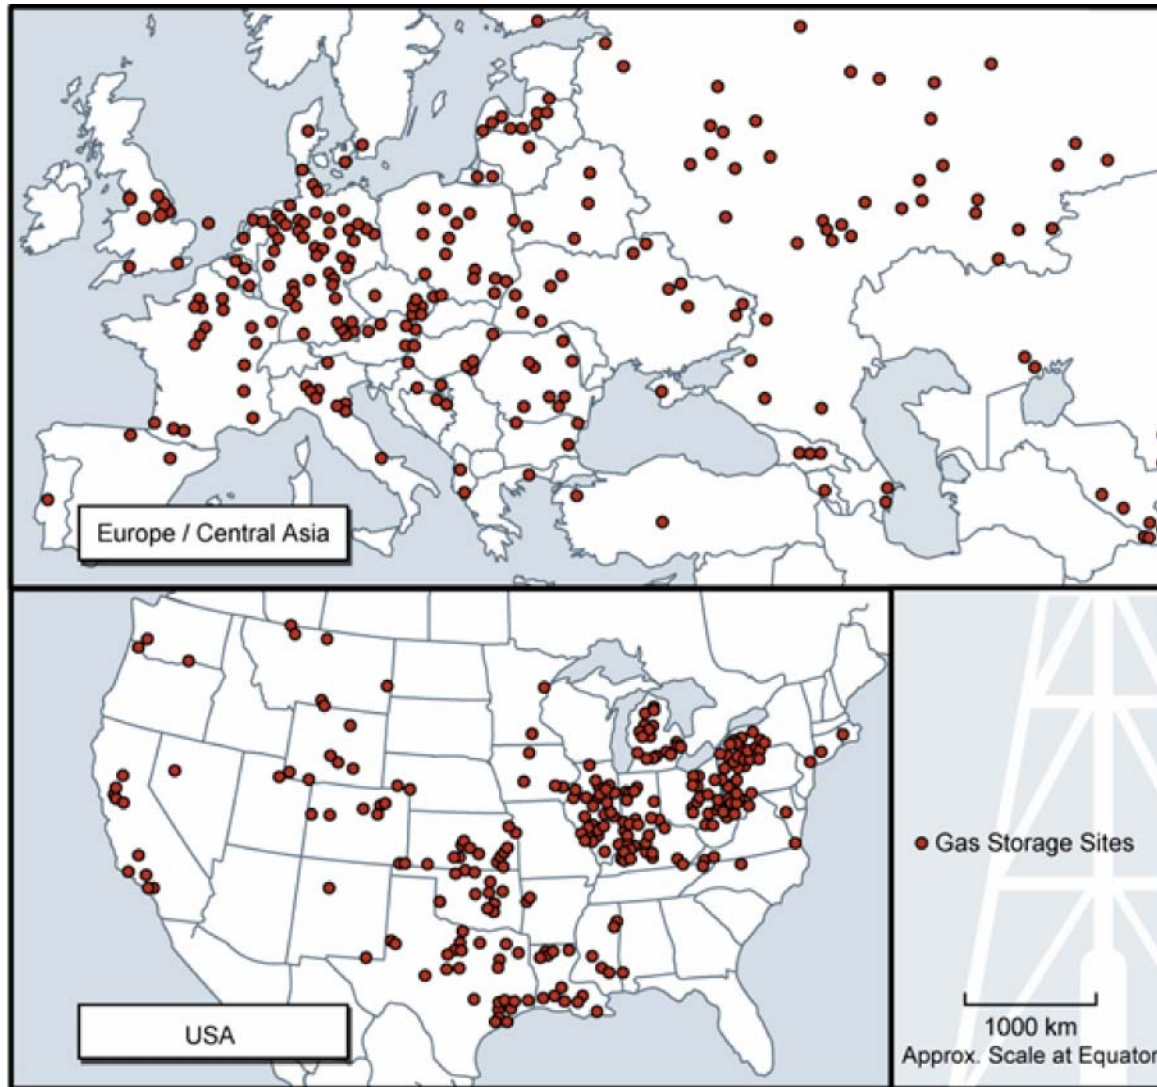 Europe / Central Asia
USA
Gas Storage Sites
1000 km
Approx. Scale at Equator